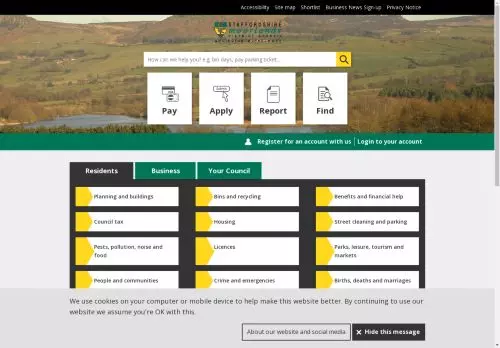 Accessibility Site map Shortlist Business News Sign-up Privacy Notice
STAFFORDSHIRE
moorlands
DISTRICT COUNCIL
How can we help you? e.g. bin days, pay parking ticket...
Pay Apply Report Find
Register for an account with us Login to your account
Residents Business Your Council
Planning and buildings Bins and recycling Benefits and financial help
Council tax Housing Street cleaning and parking
Pests, pollution, noise and food Licences Parks, leisure, tourism and markets
People and communities Crime and emergencies Births, deaths and marriages
We use cookies on your computer or mobile device to help make this website better. By continuing to use our
website we assume you're OK with this.
About our website and social media Hide this message